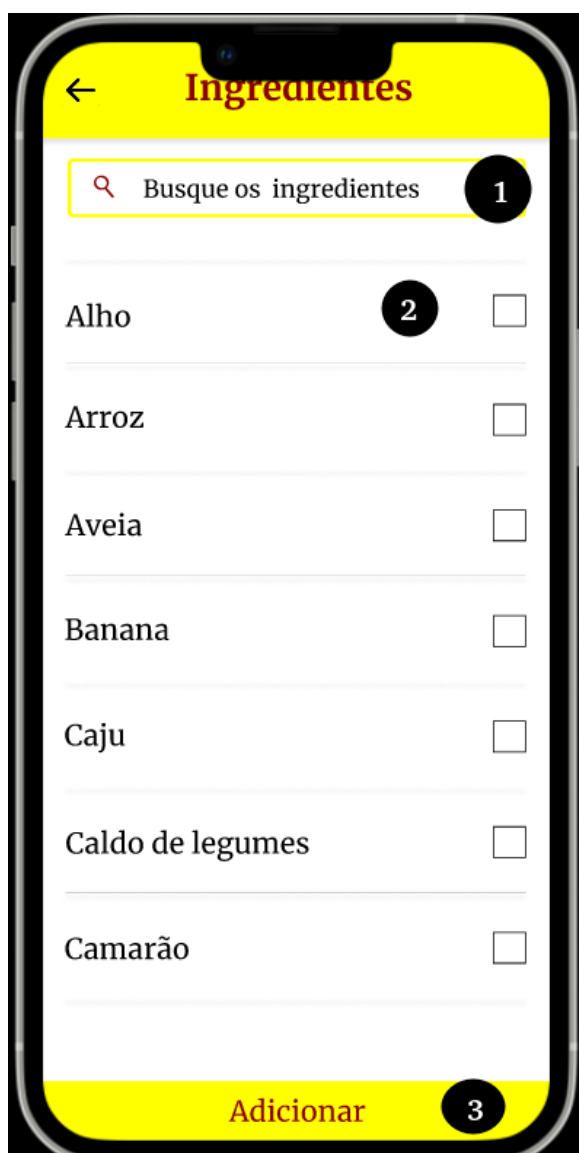 Ingredientes
Busque os ingredientes 1
Alho 2
Arroz
Aveia
Banana
Caju
Caldo de legumes
Camarão
Adicionar 3